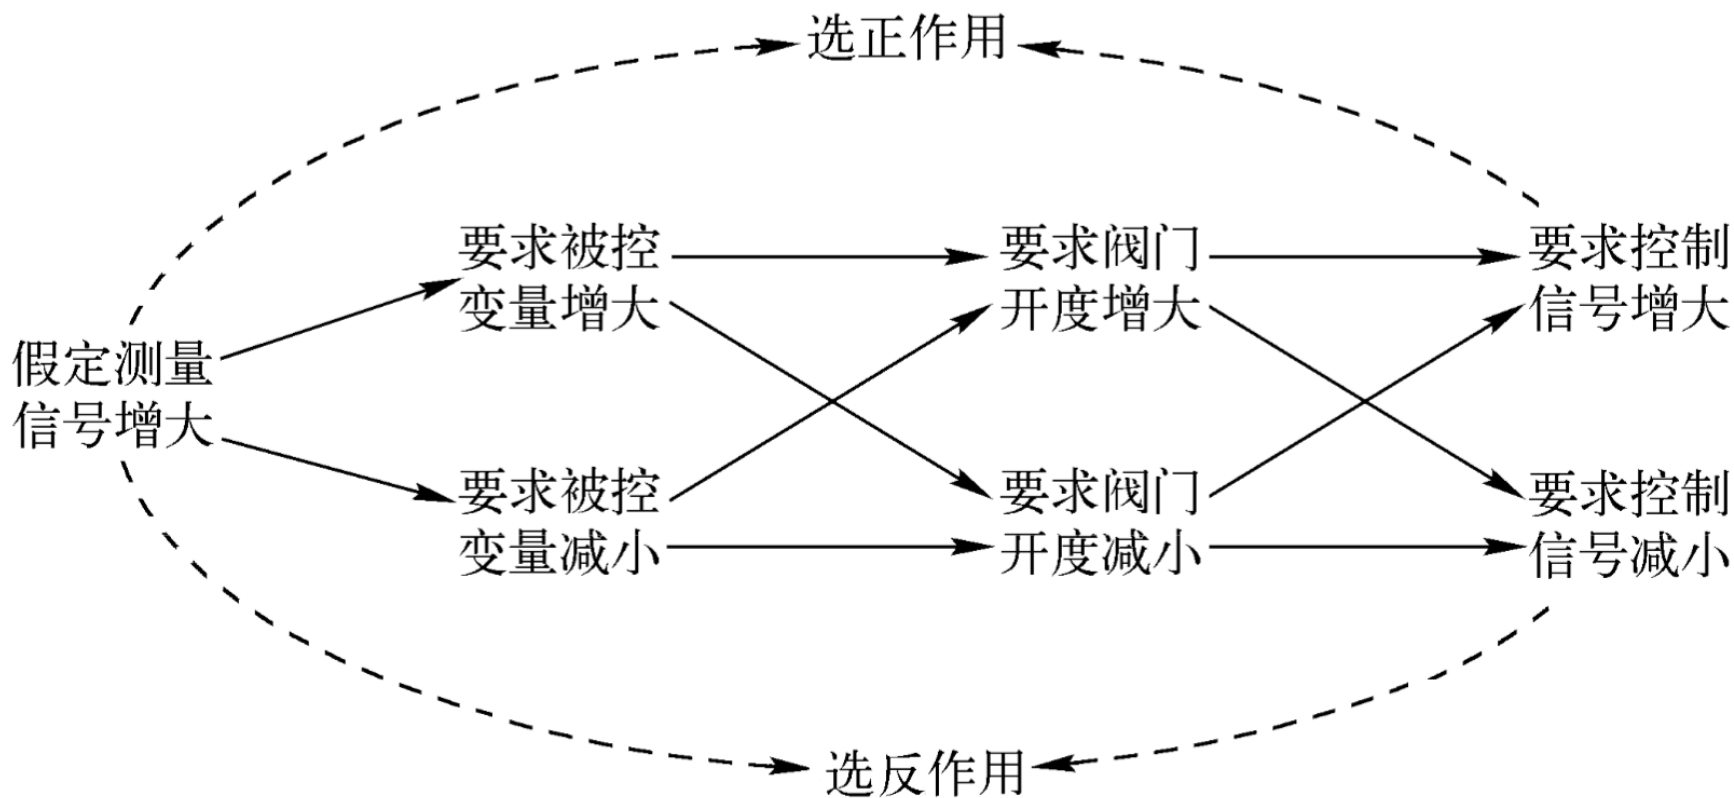 选正作用
要求被控
变量增大
要求阀门
开度增大
要求控制
信号增大
假定测量
信号增大
要求被控
变量减小
要求阀门
开度减小
要求控制
信号减小
选反作用